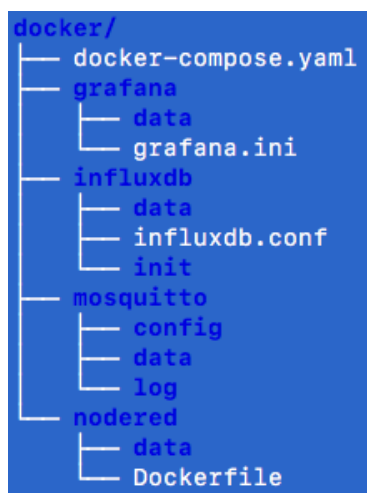 docker/
├── docker-compose.yaml
├── grafana
│   ├── data
│   └── grafana.ini
├── influxdb
│   ├── data
│   ├── influxdb.conf
│   └── init
├── mosquitto
│   ├── config
│   ├── data
│   └── log
└── nodered
    ├── data
    └── Dockerfile